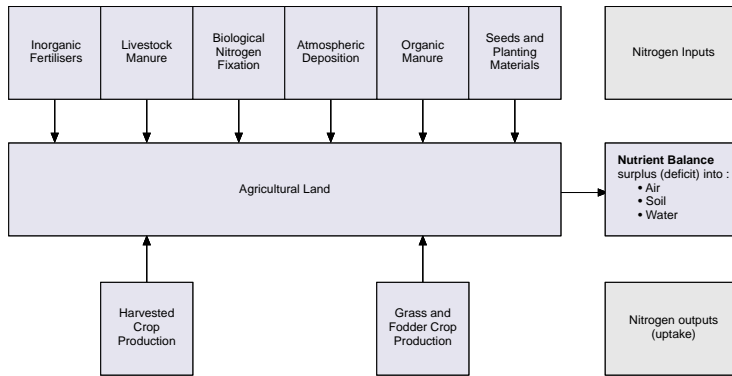 Inorganic
Fertilisers
Livestock
Manure
Biological
Nitrogen
Fixation
Atmospheric
Deposition
Organic
Manure
Seeds and
Planting
Materials
Nitrogen Inputs
Agricultural Land
Nutrient Balance
surplus (deficit) into :
• Air
• Soil
• Water
Harvested
Crop
Production
Grass and
Fodder Crop
Production
Nitrogen outputs
(uptake)